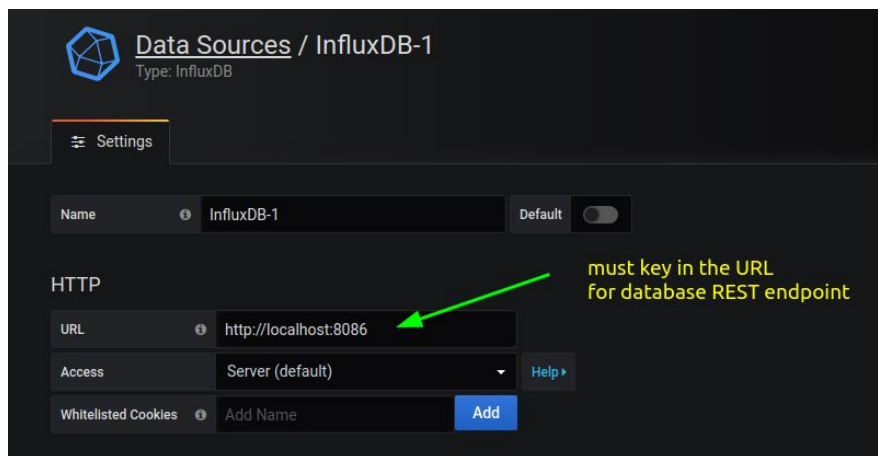 Data Sources / InfluxDB-1
Type: InfluxDB
Settings
Name InfluxDB-1 Default
must key in the URL
for database REST endpoint
HTTP
URL http://localhost:8086
Access Server (default) Help
Whitelisted Cookies Add Name Add